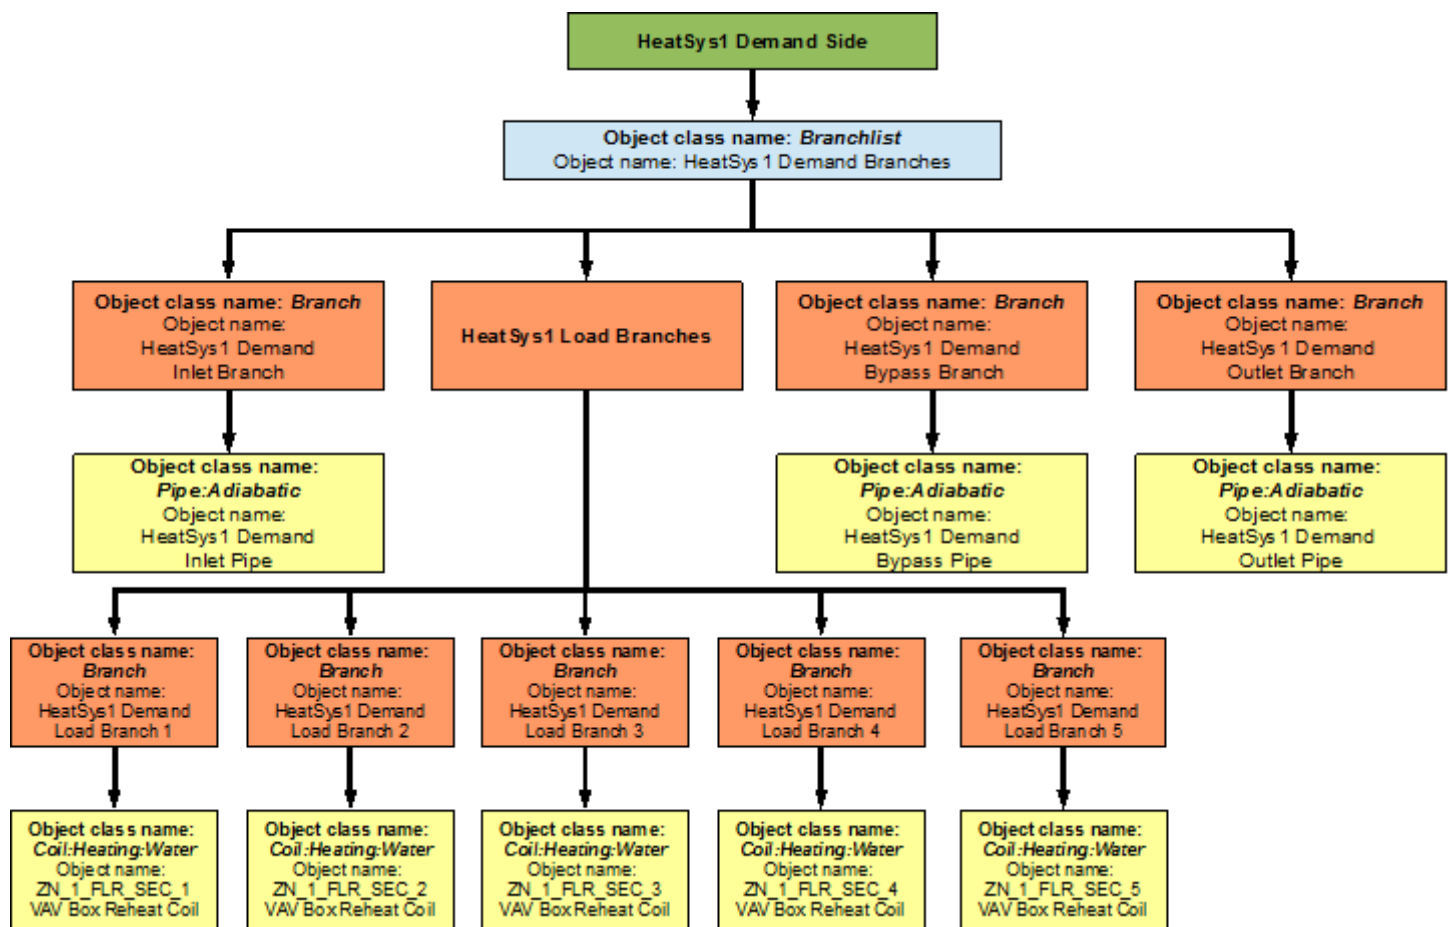 HeatSys1 Demand Side
Object class name: Branchlist
Object name: HeatSys1 Demand Branches
Object class name: Branch
Object name:
HeatSys1 Demand
Inlet Branch
HeatSys1 Load Branches
Object class name: Branch
Object name:
HeatSys1 Demand
Bypass Branch
Object class name: Branch
Object name:
HeatSys1 Demand
Outlet Branch
Object class name:
Pipe:Adiabatic
Object name:
HeatSys1 Demand
Inlet Pipe
Object class name:
Pipe:Adiabatic
Object name:
HeatSys1 Demand
Bypass Pipe
Object class name:
Pipe:Adiabatic
Object name:
HeatSys1 Demand
Outlet Pipe
Object class name:
Branch
Object name:
HeatSys1 Demand
Load Branch 1
Object class name:
Branch
Object name:
HeatSys1 Demand
Load Branch 2
Object class name:
Branch
Object name:
HeatSys1 Demand
Load Branch 3
Object class name:
Branch
Object name:
HeatSys1 Demand
Load Branch 4
Object class name:
Branch
Object name:
HeatSys1 Demand
Load Branch 5
Object class name:
Coil:Heating:Water
Object name:
ZN_1_FLR_SEC_1
VAV Box Reheat Coil
Object class name:
Coil:Heating:Water
Object name:
ZN_1_FLR_SEC_2
VAV Box Reheat Coil
Object class name:
Coil:Heating:Water
Object name:
ZN_1_FLR_SEC_3
VAV Box Reheat Coil
Object class name:
Coil:Heating:Water
Object name:
ZN_1_FLR_SEC_4
VAV Box Reheat Coil
Object class name:
Coil:Heating:Water
Object name:
ZN_1_FLR_SEC_5
VAV Box Reheat Coil